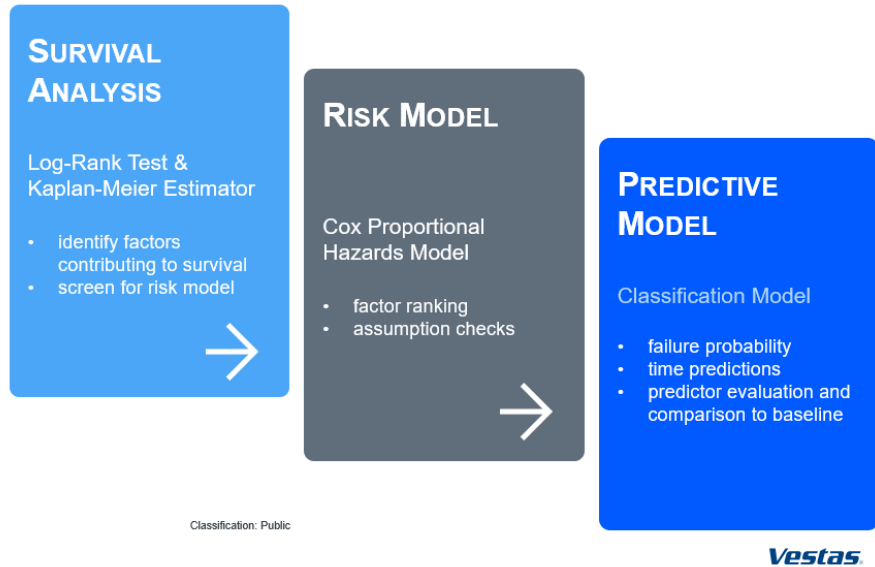 SURVIVAL
ANALYSIS
Log-Rank Test &
Kaplan-Meier Estimator
• identify factors
contributing to survival
• screen for risk model
RISK MODEL
Cox Proportional
Hazards Model
• factor ranking
• assumption checks
PREDICTIVE
MODEL
Classification Model
• failure probability
• time predictions
• predictor evaluation and
comparison to baseline
Classification: Public
Vestas.